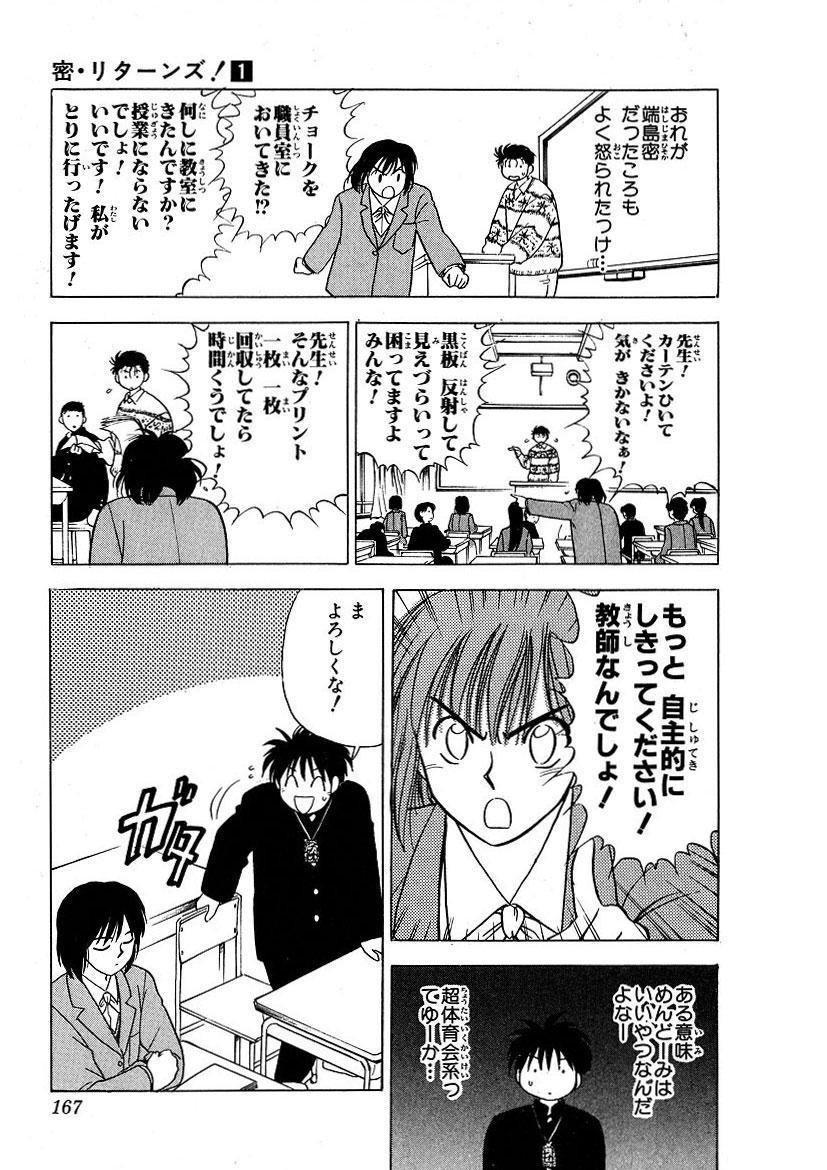 密・リターンズ！1
おれが
端島密
だったころも
よく怒られたっけ…
チョークを
職員室に
おいてきた!?
何しに教室に
きたんですか？
授業にならない
でしょ！
いいです！ 私が
とりに行ったげます！
先生！
カーテンひいて
くださいよ！
気が きかないなぁ！
黒板 反射して
見えづらいって
困ってますよ
みんな！
先生！
そんなプリント
一枚 一枚
回収してたら
時間くうでしょ！
もっと 自主的に
しきってください！
教師なんでしょ！
ま
よろしくな！
ガタ
ある意味
めんどーみは
いいやつなんだ
よなー
超体育会系っ
てゆーか…
167